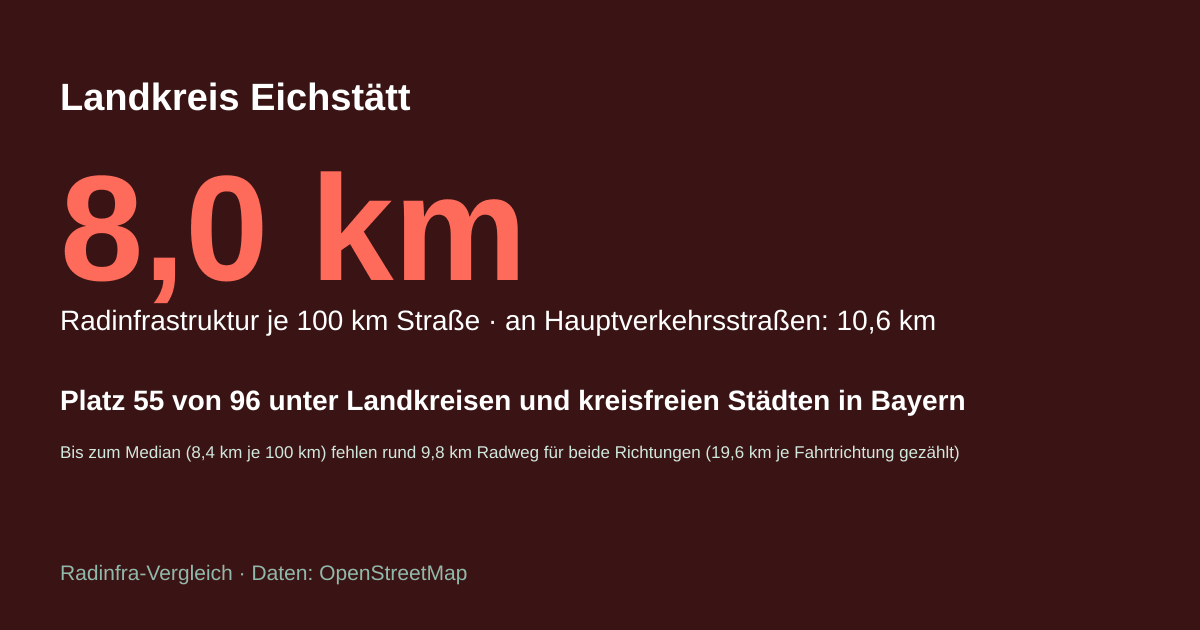 Landkreis Eichstätt
8,0 km
Radinfrastruktur je 100 km Straße · an Hauptverkehrsstraßen: 10,6 km
Platz 55 von 96 unter Landkreisen und kreisfreien Städten in Bayern
Bis zum Median (8,4 km je 100 km) fehlen rund 9,8 km Radweg für beide Richtungen (19,6 km je Fahrtrichtung gezählt)
Radinfra-Vergleich · Daten: OpenStreetMap